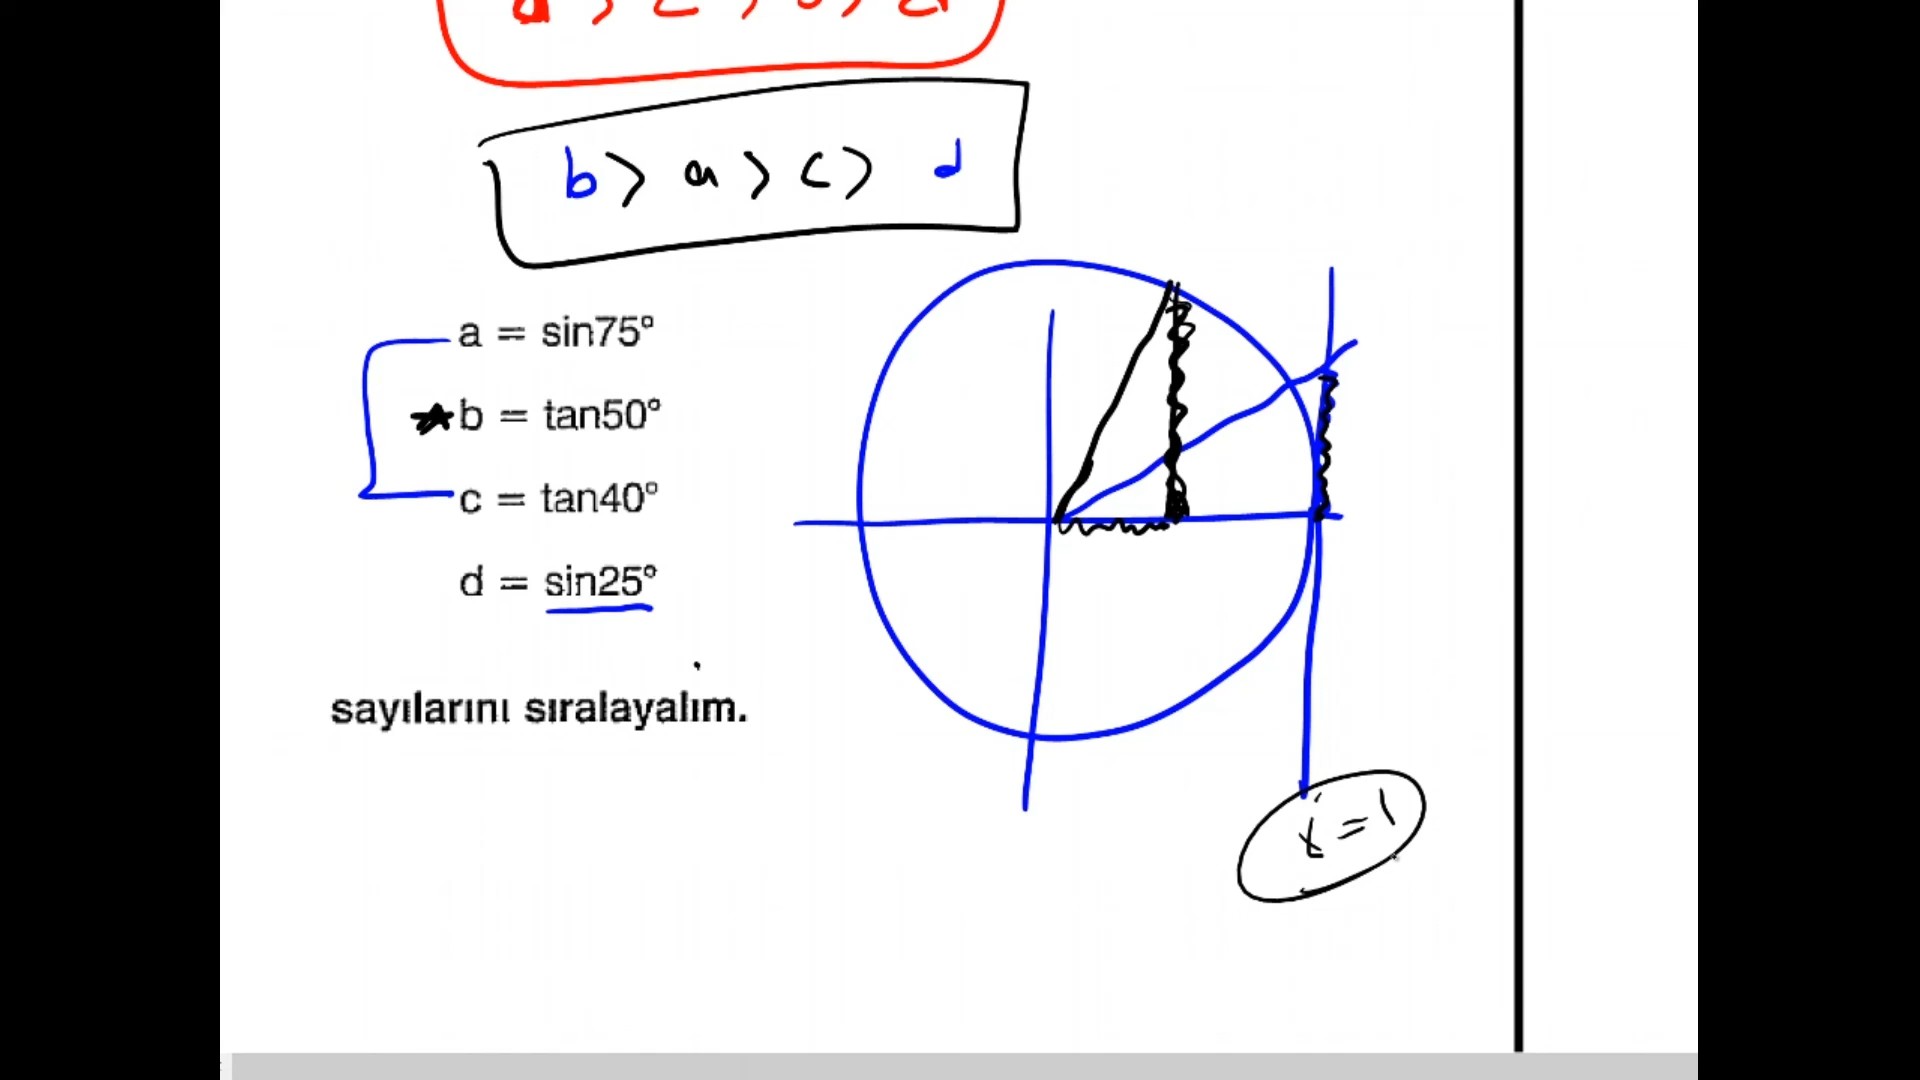 b > a > c > d
a = sin75°
b = tan50°
c = tan40°
d = sin25°
sayılarını sıralayalım.
x = 1